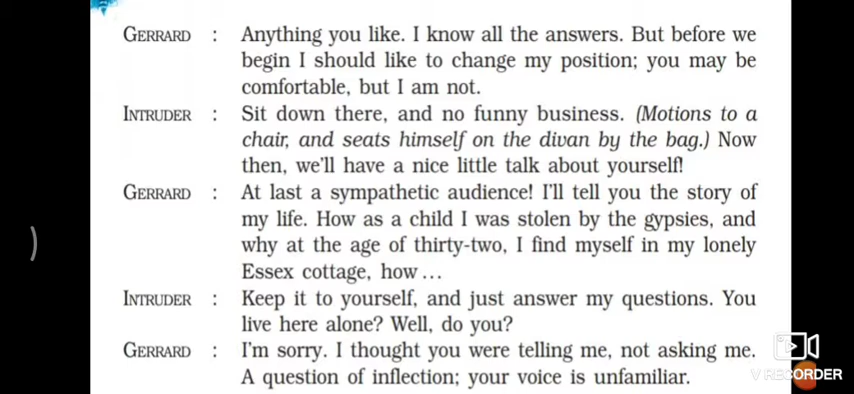 GERRARD : Anything you like. I know all the answers. But before we
begin I should like to change my position; you may be
comfortable, but I am not.
INTRUDER : Sit down there, and no funny business. (Motions to a
chair, and seats himself on the divan by the bag.) Now
then, we'll have a nice little talk about yourself!
GERRARD : At last a sympathetic audience! I'll tell you the story of
my life. How as a child I was stolen by the gypsies, and
why at the age of thirty-two, I find myself in my lonely
Essex cottage, how ...
INTRUDER : Keep it to yourself, and just answer my questions. You
live here alone? Well, do you?
GERRARD : I'm sorry. I thought you were telling me, not asking me.
A question of inflection; your voice is unfamiliar.
V RECORDER